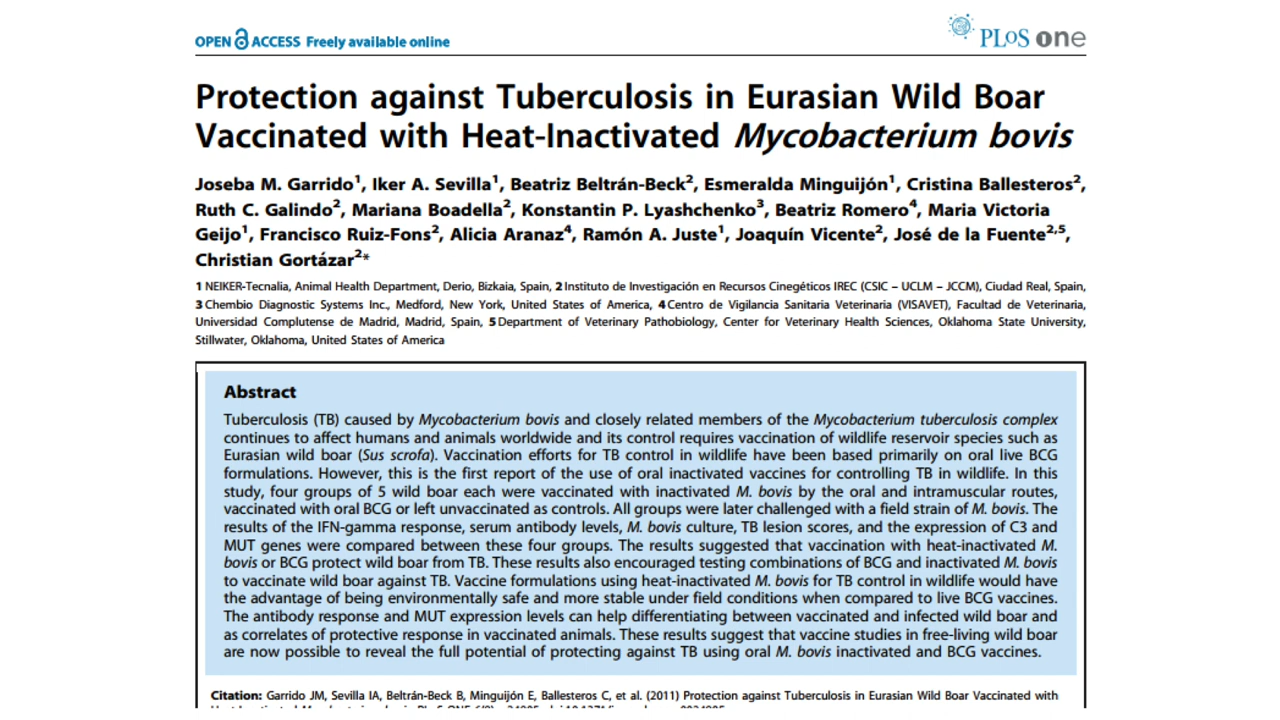 OPEN ACCESS Freely available online
PLoS one
Protection against Tuberculosis in Eurasian Wild Boar
Vaccinated with Heat-Inactivated Mycobacterium bovis
Joseba M. Garrido1, Iker A. Sevilla1, Beatriz Beltrán-Beck2, Esmeralda Minguijón1, Cristina Ballesteros2,
Ruth C. Galindo2, Mariana Boadella2, Konstantin P. Lyashchenko3, Beatriz Romero4, Maria Victoria
Geijo1, Francisco Ruiz-Fons2, Alicia Aranaz4, Ramón A. Juste1, Joaquín Vicente2, José de la Fuente2,5,
Christian Gortázar2*
1 NEIKER-Tecnalia, Animal Health Department, Derio, Bizkaia, Spain, 2 Instituto de Investigación en Recursos Cinegéticos IREC (CSIC – UCLM – JCCM), Ciudad Real, Spain,
3 Chembio Diagnostic Systems Inc., Medford, New York, United States of America, 4 Centro de Vigilancia Sanitaria Veterinaria (VISAVET), Facultad de Veterinaria,
Universidad Complutense de Madrid, Madrid, Spain, 5 Department of Veterinary Pathobiology, Center for Veterinary Health Sciences, Oklahoma State University,
Stillwater, Oklahoma, United States of America
Abstract
Tuberculosis (TB) caused by Mycobacterium bovis and closely related members of the Mycobacterium tuberculosis complex
continues to affect humans and animals worldwide and its control requires vaccination of wildlife reservoir species such as
Eurasian wild boar (Sus scrofa). Vaccination efforts for TB control in wildlife have been based primarily on oral live BCG
formulations. However, this is the first report of the use of oral inactivated vaccines for controlling TB in wildlife. In this
study, four groups of 5 wild boar each were vaccinated with inactivated M. bovis by the oral and intramuscular routes,
vaccinated with oral BCG or left unvaccinated as controls. All groups were later challenged with a field strain of M. bovis. The
results of the IFN-gamma response, serum antibody levels, M. bovis culture, TB lesion scores, and the expression of C3 and
MUT genes were compared between these four groups. The results suggested that vaccination with heat-inactivated M.
bovis or BCG protect wild boar from TB. These results also encouraged testing combinations of BCG and inactivated M. bovis
to vaccinate wild boar against TB. Vaccine formulations using heat-inactivated M. bovis for TB control in wildlife would have
the advantage of being environmentally safe and more stable under field conditions when compared to live BCG vaccines.
The antibody response and MUT expression levels can help differentiating between vaccinated and infected wild boar and
as correlates of protective response in vaccinated animals. These results suggest that vaccine studies in free-living wild boar
are now possible to reveal the full potential of protecting against TB using oral M. bovis inactivated and BCG vaccines.
Citation: Garrido JM, Sevilla IA, Beltrán-Beck B, Minguijón E, Ballesteros C, et al. (2011) Protection against Tuberculosis in Eurasian Wild Boar Vaccinated with